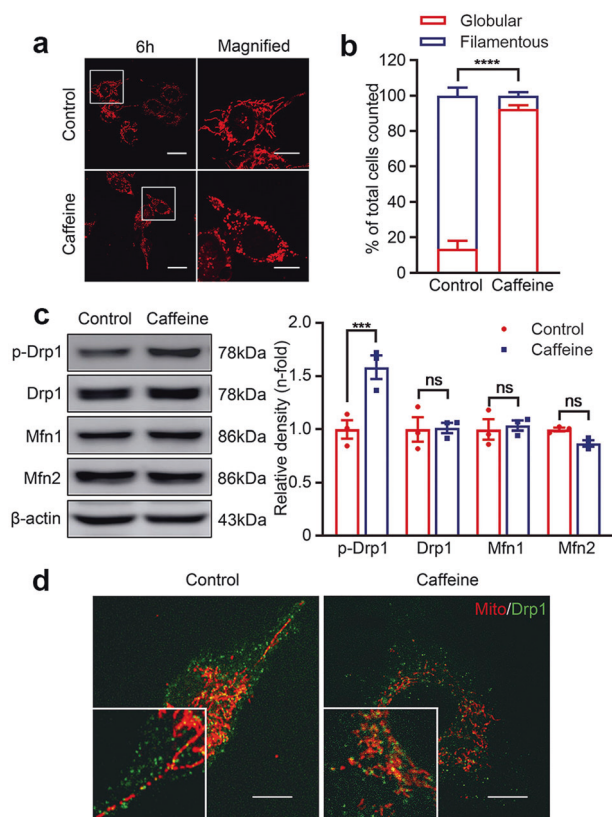 a
6h
Magnified
Control
Caffeine
b
Globular
Filamentous
****
% of total cells counted
120
100
80
60
40
20
0
Control
Caffeine
c
Control
Caffeine
p-Drp1
78kDa
Drp1
78kDa
Mfn1
86kDa
Mfn2
86kDa
β-actin
43kDa
Relative density (n-fold)
2.0
1.5
1.0
0.5
0
Control
Caffeine
***
ns
ns
ns
p-Drp1
Drp1
Mfn1
Mfn2
d
Control
Caffeine
Mito/Drp1